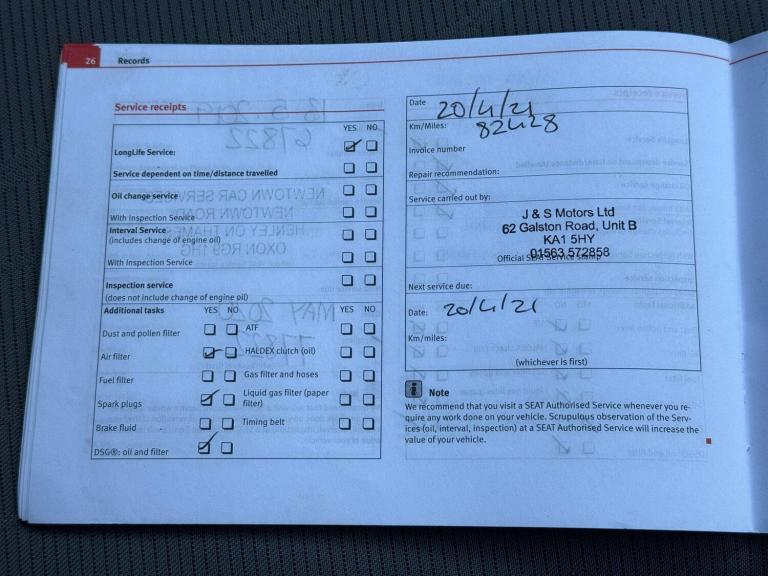 26 Records
Service receipts
YES NO
LongLife Service:
Service dependent on time/distance travelled
Oil change service
With Inspection Service
Interval Service
(includes change of engine oil)
With Inspection Service
Inspection service
(does not include change of engine oil)
Additional tasks YES NO YES NO
Dust and pollen filter ATF
Air filter HALDEX clutch (oil)
Fuel filter Gas filter and hoses
Spark plugs Liquid gas filter (paper
filter)
Brake fluid Timing belt
DSG®: oil and filter
Date 20/4/21
Km/Miles: 82428
Invoice number
Repair recommendation:
Service carried out by:
J & S Motors Ltd
62 Galston Road, Unit B
KA1 5HY
01563 572858
Official SEAT Service stamp
Next service due:
Date: 20/4/21
Km/miles:
(whichever is first)
Note
We recommend that you visit a SEAT Authorised Service whenever you re-
quire any work done on your vehicle. Scrupulous observation of the Serv-
ices (oil, interval, inspection) at a SEAT Authorised Service will increase the
value of your vehicle.